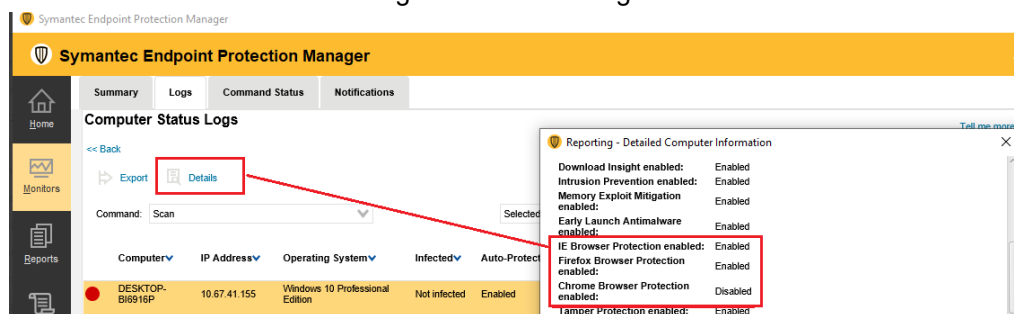 Symantec Endpoint Protection Manager
Symantec Endpoint Protection Manager
Home
Monitors
Reports
Summary Logs Command Status Notifications
Computer Status Logs
Tell me more
<< Back
Export Details
Command: Scan
Selected
Computer IP Address Operating System Infected Auto-Protect
DESKTOP-
BI6916P
10.67.41.155
Windows 10 Professional
Edition
Not infected
Enabled
Reporting - Detailed Computer Information
Download Insight enabled: Enabled
Intrusion Prevention enabled: Enabled
Memory Exploit Mitigation
enabled: Enabled
Early Launch Antimalware
enabled: Enabled
IE Browser Protection enabled: Enabled
Firefox Browser Protection
enabled: Enabled
Chrome Browser Protection
enabled: Disabled
Tamper Protection enabled: Enabled